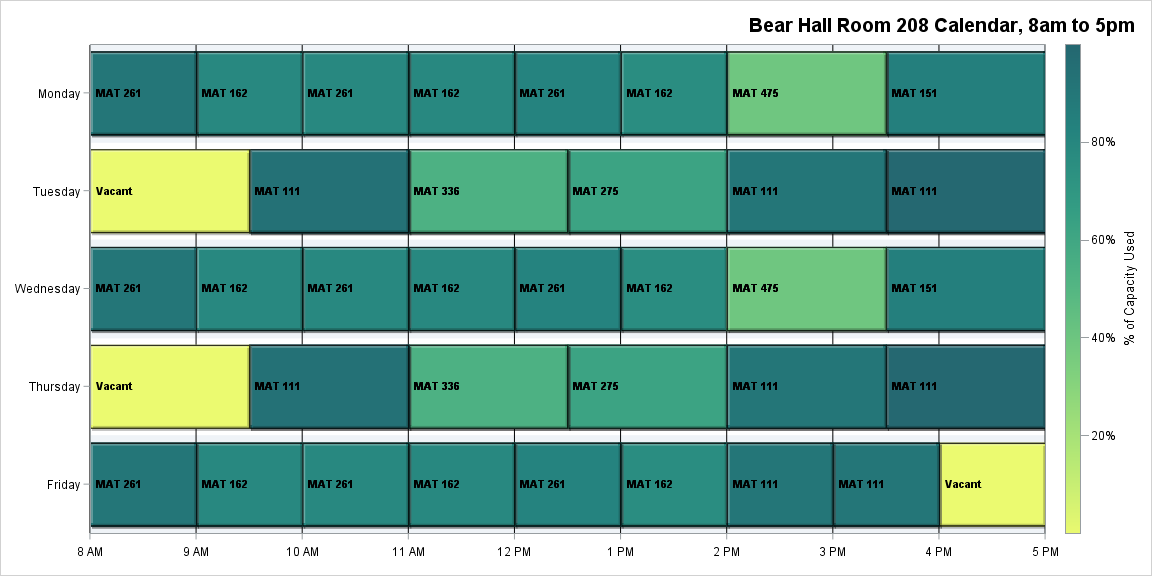 Bear Hall Room 208 Calendar, 8am to 5pm
Monday
MAT 261
MAT 162
MAT 261
MAT 162
MAT 261
MAT 162
MAT 475
MAT 151
Tuesday
Vacant
MAT 111
MAT 336
MAT 275
MAT 111
MAT 111
Wednesday
MAT 261
MAT 162
MAT 261
MAT 162
MAT 261
MAT 162
MAT 475
MAT 151
Thursday
Vacant
MAT 111
MAT 336
MAT 275
MAT 111
MAT 111
Friday
MAT 261
MAT 162
MAT 261
MAT 162
MAT 261
MAT 162
MAT 111
MAT 111
Vacant
8 AM
9 AM
10 AM
11 AM
12 PM
1 PM
2 PM
3 PM
4 PM
5 PM
80%
60%
40%
20%
% of Capacity Used